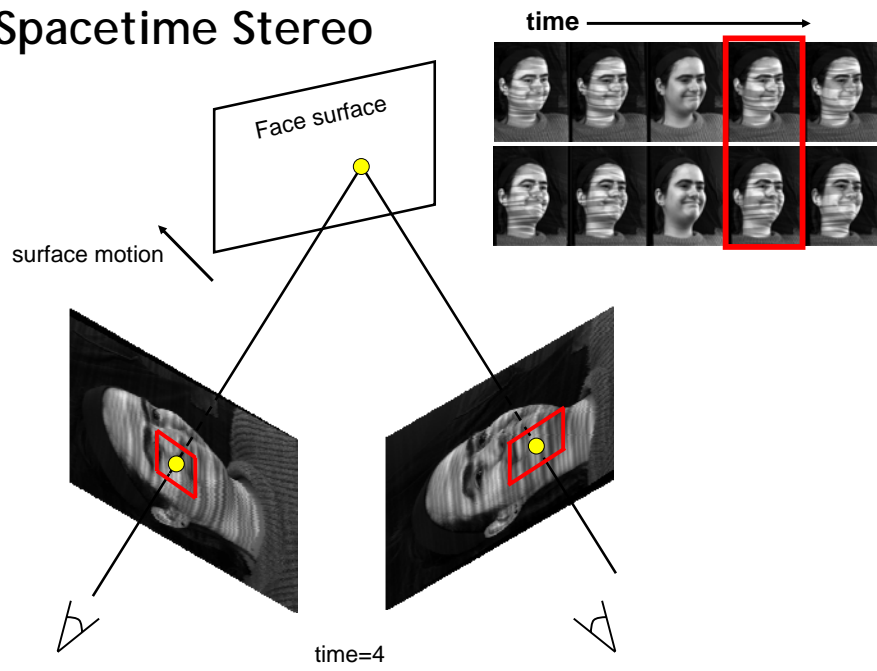 Spacetime Stereo
time
Face surface
surface motion
time=4